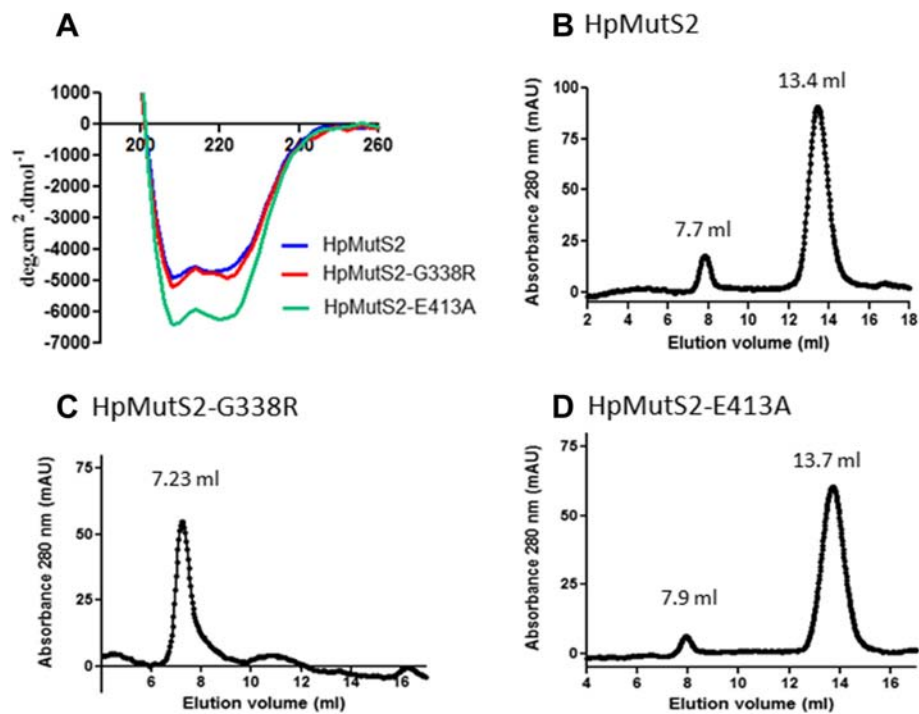 A
deg.cm².dmol⁻¹
1000
0
-1000
-2000
-3000
-4000
-5000
-6000
-7000
200
220
240
260
HpMutS2
HpMutS2-G338R
HpMutS2-E413A
B HpMutS2
Absorbance 280 nm (mAU)
100
75
50
25
0
7.7 ml
13.4 ml
2 4 6 8 10 12 14 16 18
Elution volume (ml)
C HpMutS2-G338R
Absorbance 280 nm (mAU)
75
50
25
0
7.23 ml
6 8 10 12 14 16
Elution volume (ml)
D HpMutS2-E413A
Absorbance 280 nm (mAU)
75
50
25
0
7.9 ml
13.7 ml
4 6 8 10 12 14 16
Elution volume (ml)